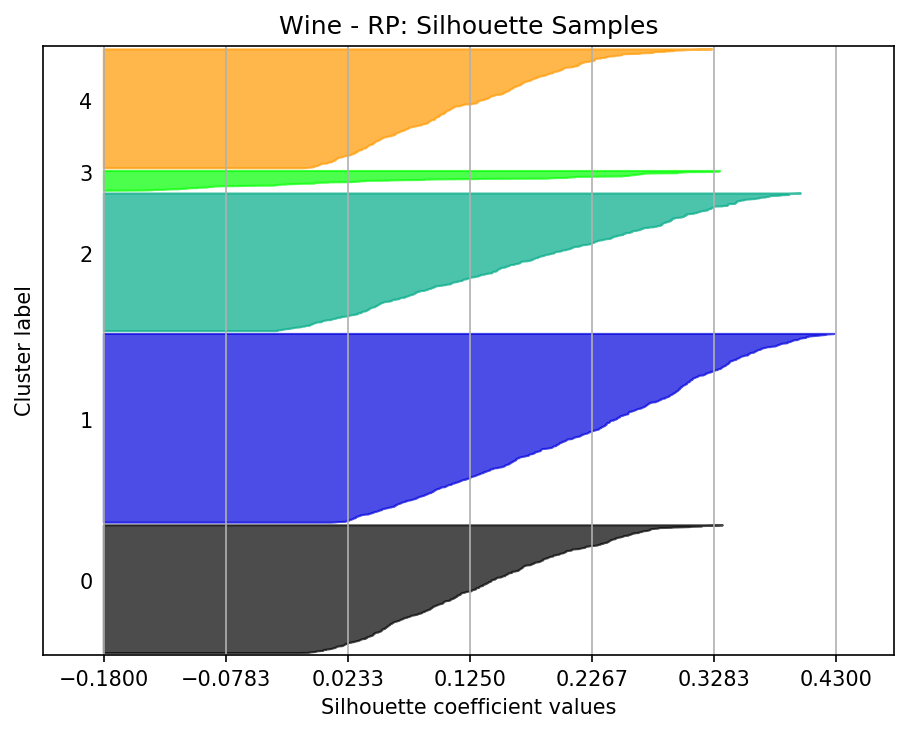 Wine - RP: Silhouette Samples
Cluster label
4
3
2
1
0
−0.1800 −0.0783 0.0233 0.1250 0.2267 0.3283 0.4300
Silhouette coefficient values